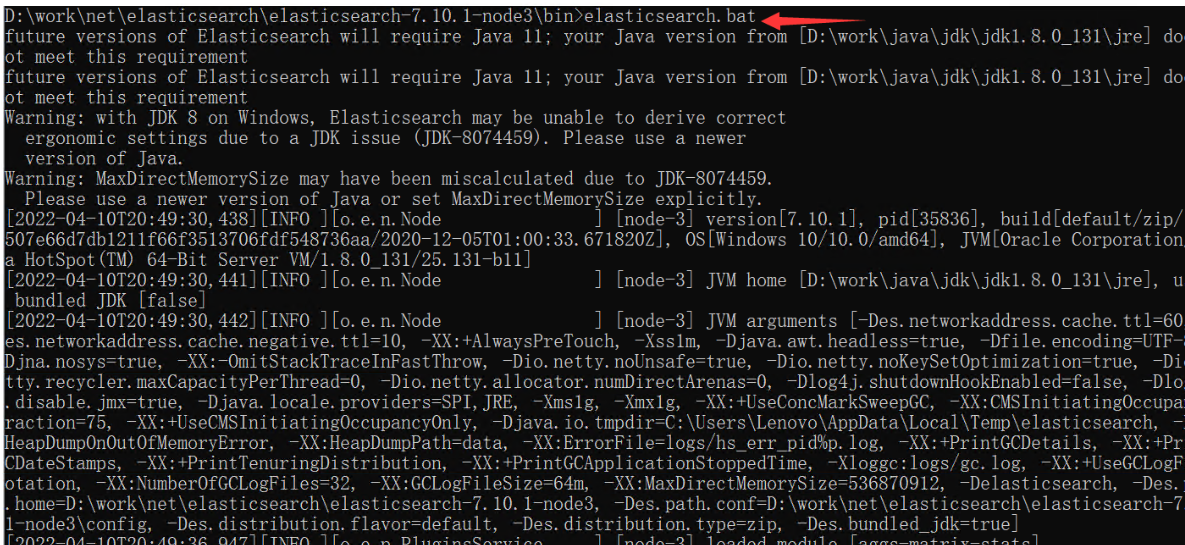 D:\work\net\elasticsearch\elasticsearch-7.10.1-node3\bin>elasticsearch.bat
future versions of Elasticsearch will require Java 11; your Java version from [D:\work\java\jdk\jdk1.8.0_131\jre] do
ot meet this requirement
future versions of Elasticsearch will require Java 11; your Java version from [D:\work\java\jdk\jdk1.8.0_131\jre] do
ot meet this requirement
Warning: with JDK 8 on Windows, Elasticsearch may be unable to derive correct
  ergonomic settings due to a JDK issue (JDK-8074459). Please use a newer
  version of Java.
Warning: MaxDirectMemorySize may have been miscalculated due to JDK-8074459.
  Please use a newer version of Java or set MaxDirectMemorySize explicitly.
[2022-04-10T20:49:30,438][INFO ][o.e.n.Node               ] [node-3] version[7.10.1], pid[35836], build[default/zip/
507e66d7db1211f66f3513706fdf548736aa/2020-12-05T01:00:33.671820Z], OS[Windows 10/10.0/amd64], JVM[Oracle Corporation
a HotSpot(TM) 64-Bit Server VM/1.8.0_131/25.131-b11]
[2022-04-10T20:49:30,441][INFO ][o.e.n.Node               ] [node-3] JVM home [D:\work\java\jdk\jdk1.8.0_131\jre], u
 bundled JDK [false]
[2022-04-10T20:49:30,442][INFO ][o.e.n.Node               ] [node-3] JVM arguments [-Des.networkaddress.cache.ttl=60
es.networkaddress.cache.negative.ttl=10, -XX:+AlwaysPreTouch, -Xss1m, -Djava.awt.headless=true, -Dfile.encoding=UTF-8
Djna.nosys=true, -XX:-OmitStackTraceInFastThrow, -Dio.netty.noUnsafe=true, -Dio.netty.noKeySetOptimization=true, -Di
tty.recycler.maxCapacityPerThread=0, -Dio.netty.allocator.numDirectArenas=0, -Dlog4j.shutdownHookEnabled=false, -Dlo
.disable.jmx=true, -Djava.locale.providers=SPI,JRE, -Xms1g, -Xmx1g, -XX:+UseConcMarkSweepGC, -XX:CMSInitiatingOccupa
raction=75, -XX:+UseCMSInitiatingOccupancyOnly, -Djava.io.tmpdir=C:\Users\Lenovo\AppData\Local\Temp\elasticsearch, -
HeapDumpOnOutOfMemoryError, -XX:HeapDumpPath=data, -XX:ErrorFile=logs/hs_err_pid%p.log, -XX:+PrintGCDetails, -XX:+Pr
CDateStamps, -XX:+PrintTenuringDistribution, -XX:+PrintGCApplicationStoppedTime, -Xloggc:logs/gc.log, -XX:+UseGCLogF
otation, -XX:NumberOfGCLogFiles=32, -XX:GCLogFileSize=64m, -XX:MaxDirectMemorySize=536870912, -Delasticsearch, -Des.
.home=D:\work\net\elasticsearch\elasticsearch-7.10.1-node3, -Des.path.conf=D:\work\net\elasticsearch\elasticsearch-7
1-node3\config, -Des.distribution.flavor=default, -Des.distribution.type=zip, -Des.bundled_jdk=true]
[2022-04-10T20:49:36,947][INFO ][o.e.p.PluginsService     ] [node-3] loaded module [aggs-matrix-stats]